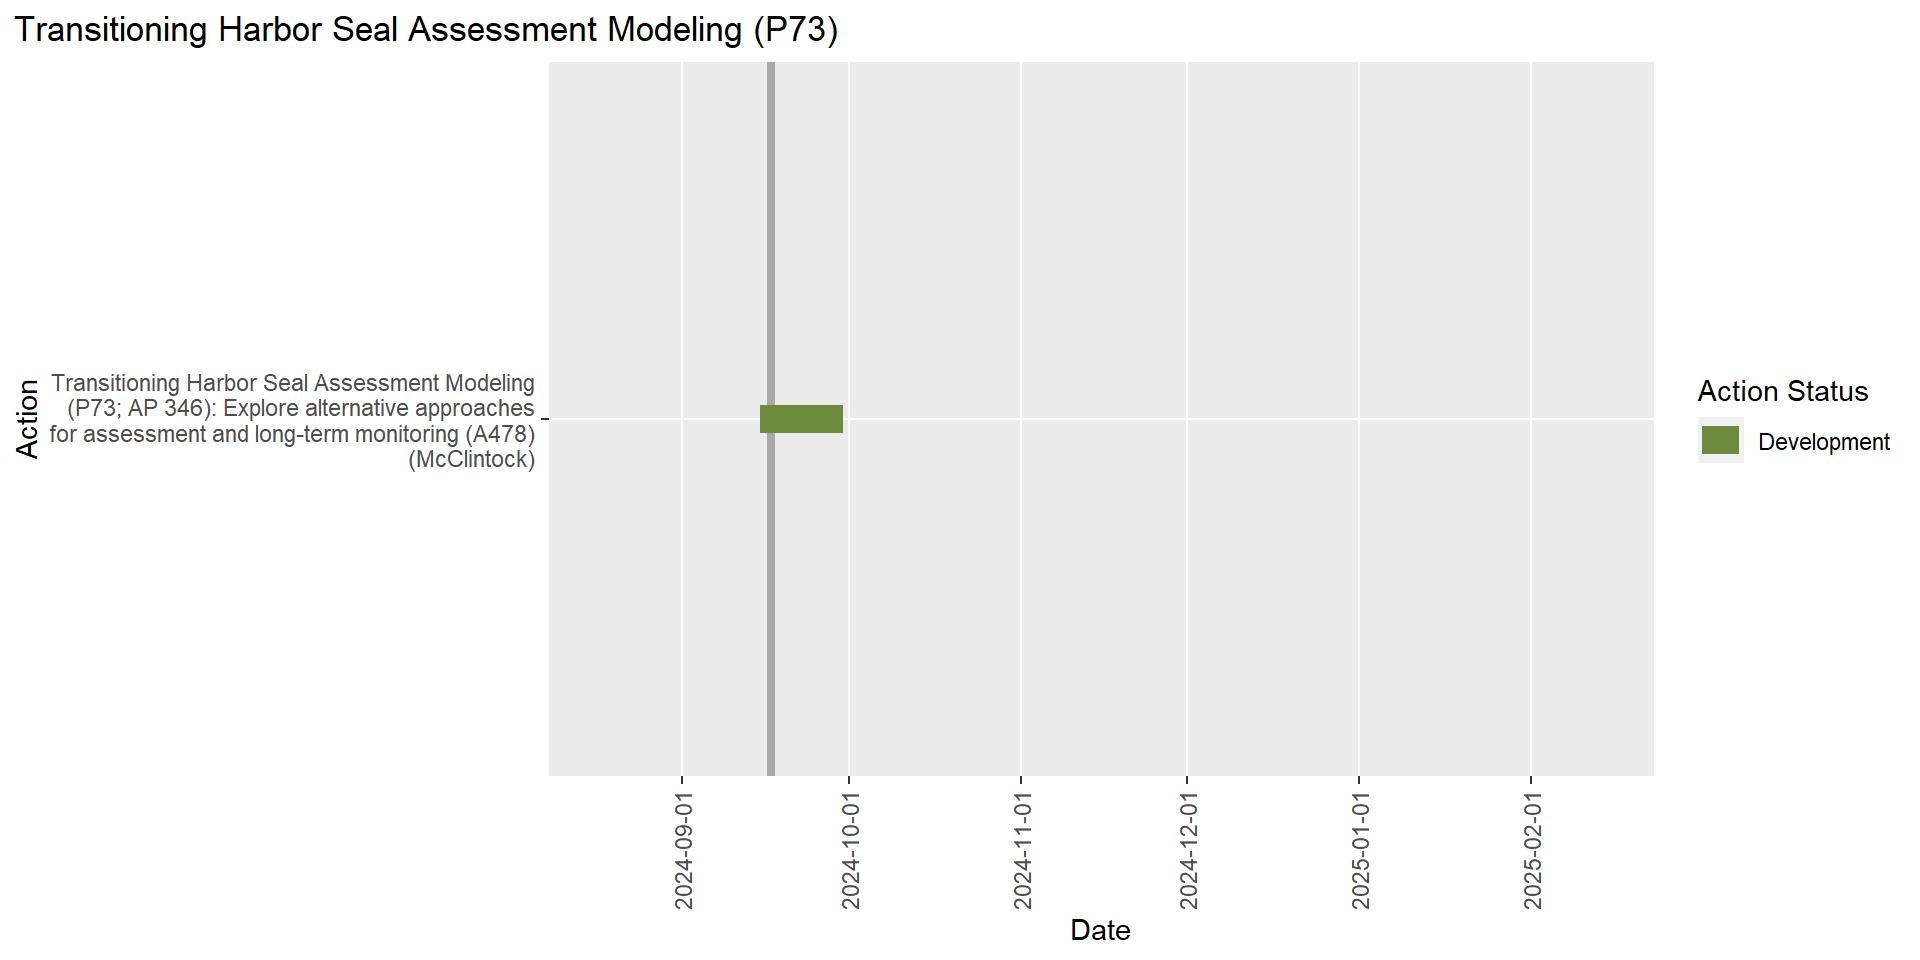 Transitioning Harbor Seal Assessment Modeling (P73)
Action
Transitioning Harbor Seal Assessment Modeling
(P73; AP 346): Explore alternative approaches
for assessment and long-term monitoring (A478)
(McClintock)
Action Status
Development
2024-09-01
2024-10-01
2024-11-01
2024-12-01
2025-01-01
2025-02-01
Date